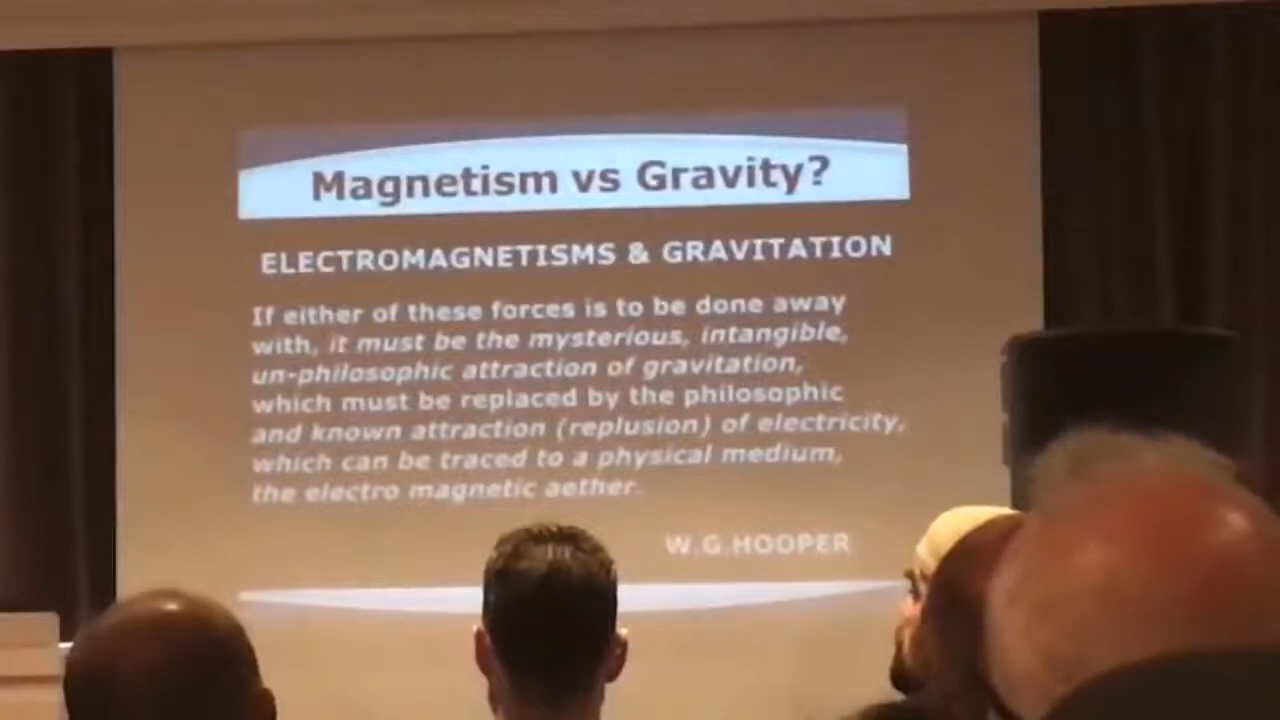 Magnetism vs Gravity?
ELECTROMAGNETISMS & GRAVITATION
If either of these forces is to be done away
with, it must be the mysterious, intangible,
un-philosophic attraction of gravitation,
which must be replaced by the philosophic
and known attraction (replusion) of electricity,
which can be traced to a physical medium,
the electro magnetic aether.
W.G.HOOPER